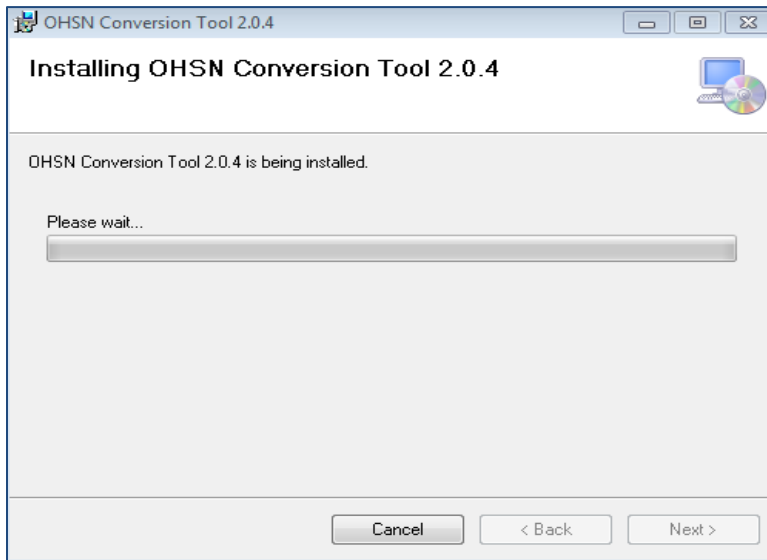 OHSN Conversion Tool 2.0.4
Installing OHSN Conversion Tool 2.0.4
OHSN Conversion Tool 2.0.4 is being installed.
Please wait...
Cancel < Back Next >